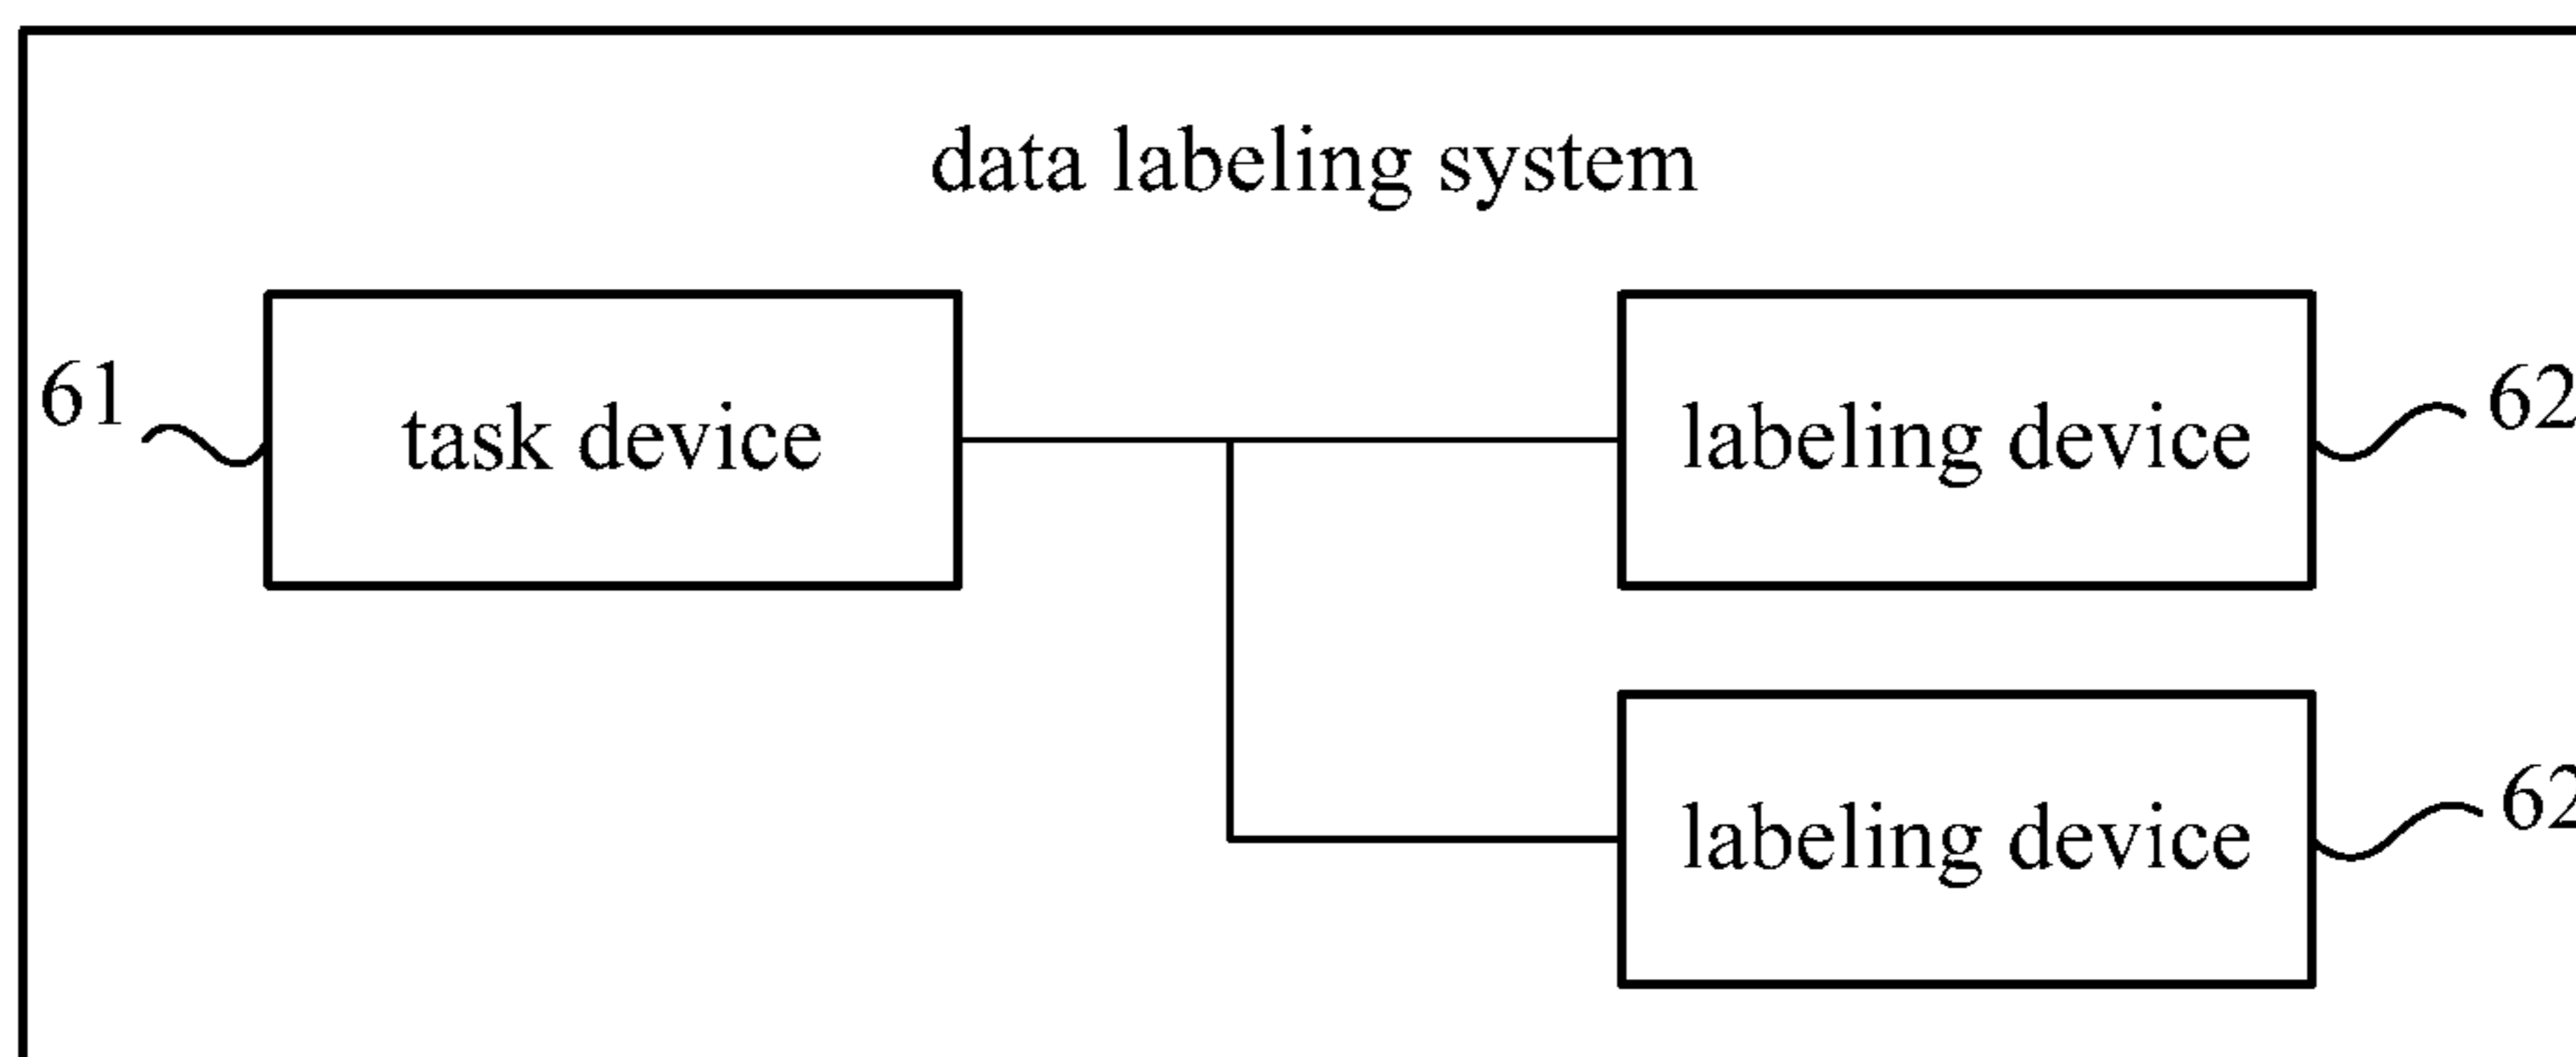 data labeling system
61
task device
labeling device
62
labeling device
62